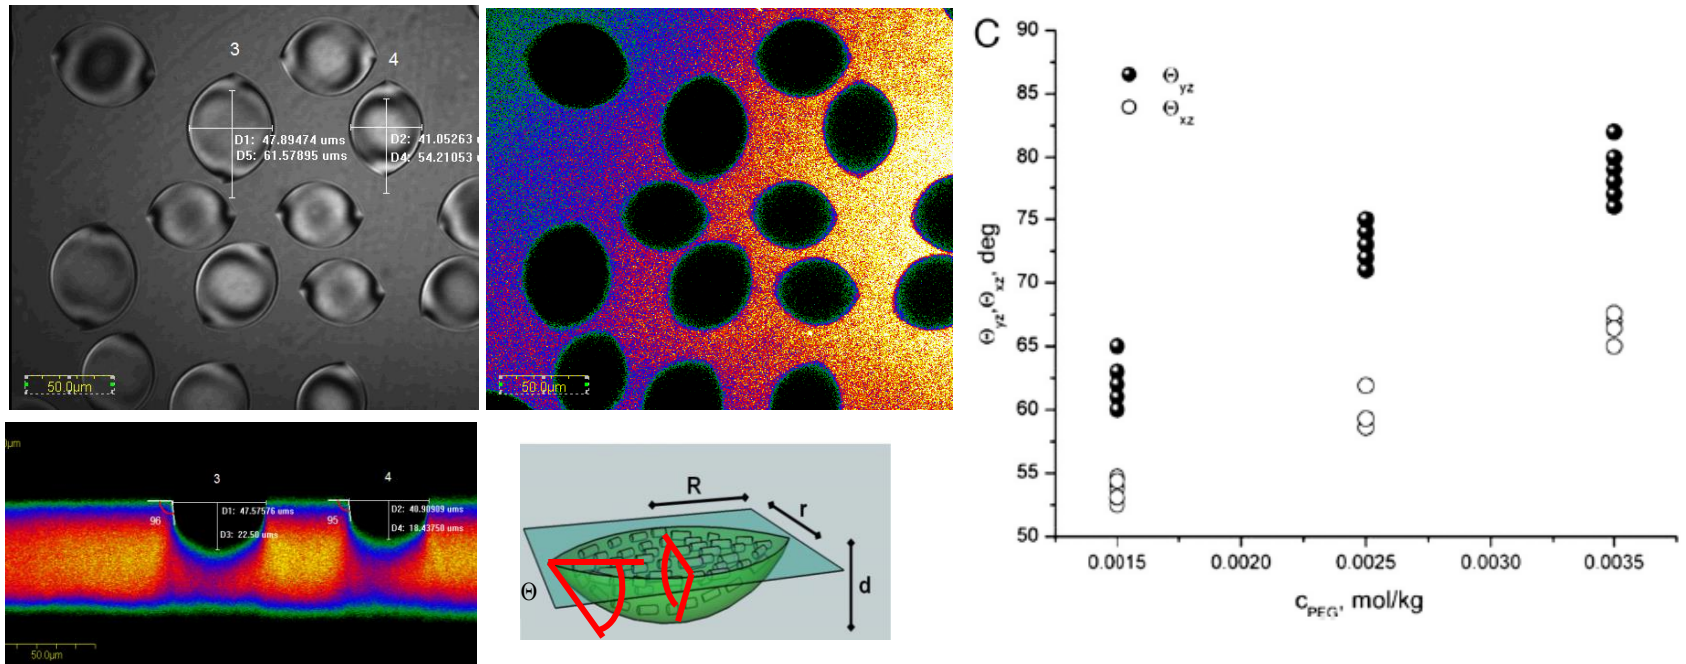 3
4
D1: 47.89474 ums
D5: 61.57895 ums
D2: 41.05263 u
D4: 54.21053 u
50.0µm
50.0µm
µm
3
4
D1: 47.57576 ums
D3: 22.50 ums
96
D2: 40.90909 ums
D4: 18.43750 ums
95
50.0µm
R
r
d
Θ
C
90
85
80
75
70
65
60
55
50
Θyz
Θxz
Θyz,Θxz, deg
0.0015
0.0020
0.0025
0.0030
0.0035
cPEG, mol/kg